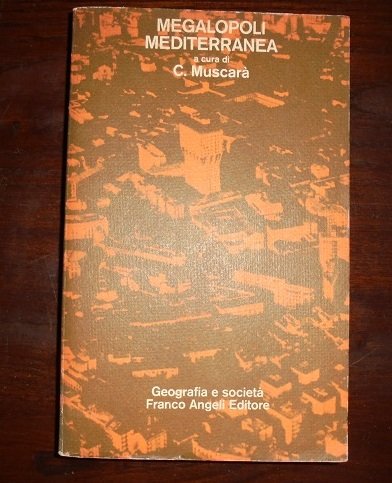 MEGALOPOLI
MEDITERRANEA
a cura di
C. Muscarà
Geografia e società
Franco Angeli Editore